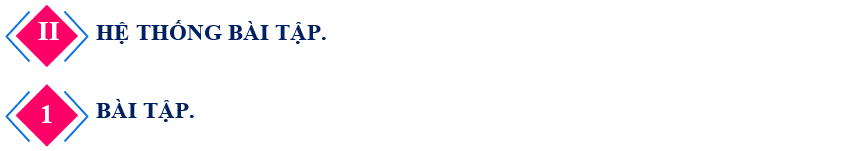 II HỆ THỐNG BÀI TẬP.
1 BÀI TẬP.